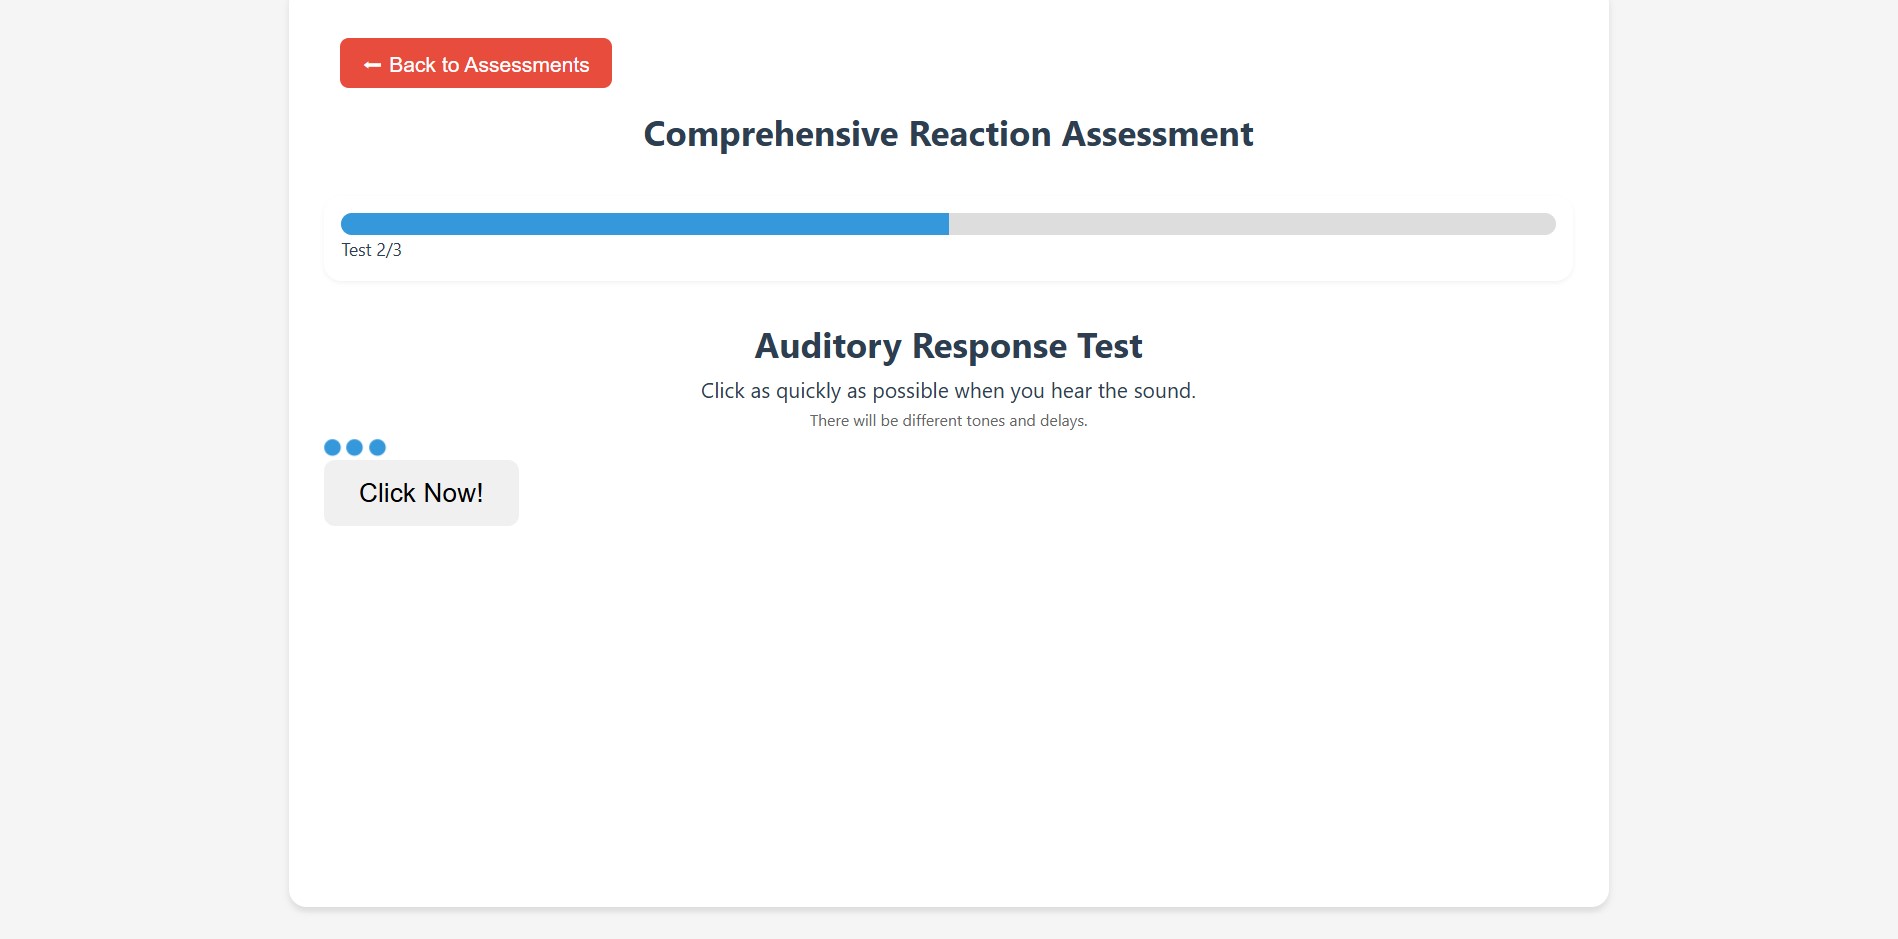 ← Back to Assessments
Comprehensive Reaction Assessment
Test 2/3
Auditory Response Test
Click as quickly as possible when you hear the sound.
There will be different tones and delays.
Click Now!